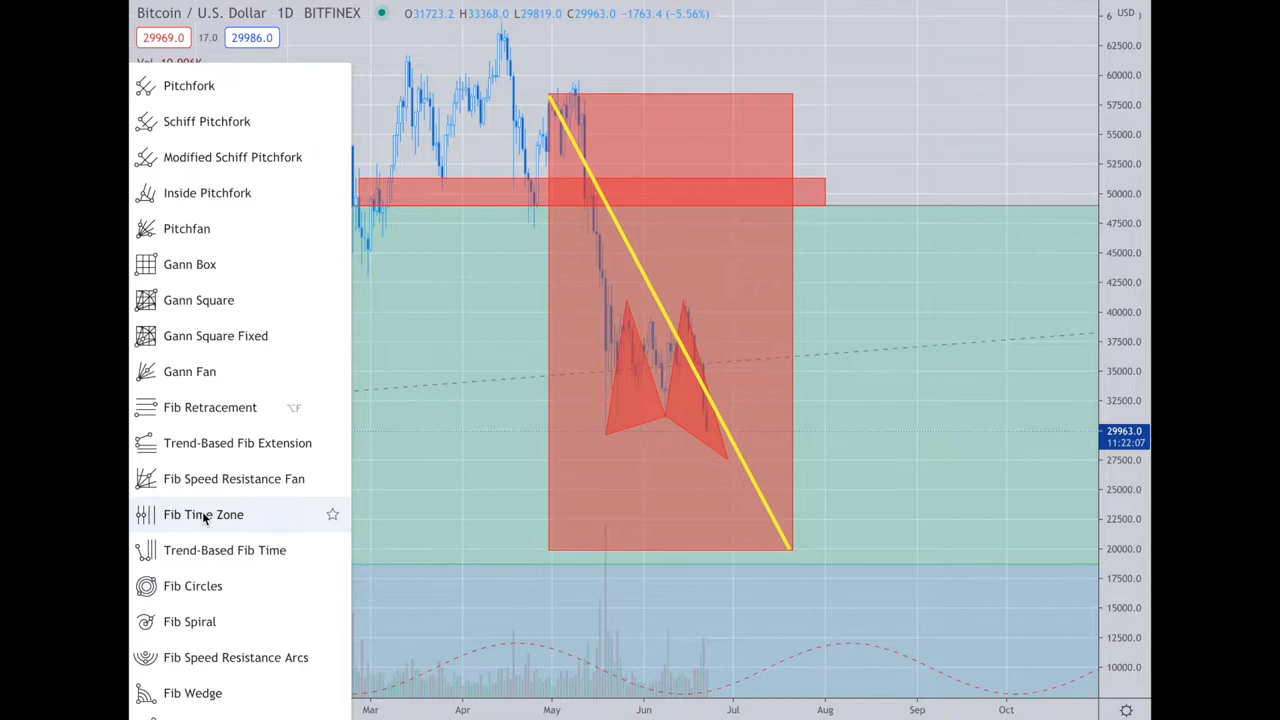 Bitcoin / U.S. Dollar 1D BITFINEX O31723.2 H33368.0 L29819.0 C29963.0 −1763.4 (−5.56%)
USD
29969.0 17.0 29986.0
Pitchfork
Schiff Pitchfork
Modified Schiff Pitchfork
Inside Pitchfork
Pitchfan
Gann Box
Gann Square
Gann Square Fixed
Gann Fan
Fib Retracement ⌥F
Trend-Based Fib Extension
Fib Speed Resistance Fan
Fib Time Zone
Trend-Based Fib Time
Fib Circles
Fib Spiral
Fib Speed Resistance Arcs
Fib Wedge
62500.0
60000.0
57500.0
55000.0
52500.0
50000.0
47500.0
45000.0
42500.0
40000.0
37500.0
35000.0
32500.0
29963.0
11:22:07
27500.0
25000.0
22500.0
20000.0
17500.0
15000.0
12500.0
10000.0
Mar Apr May Jun Jul Aug Sep Oct